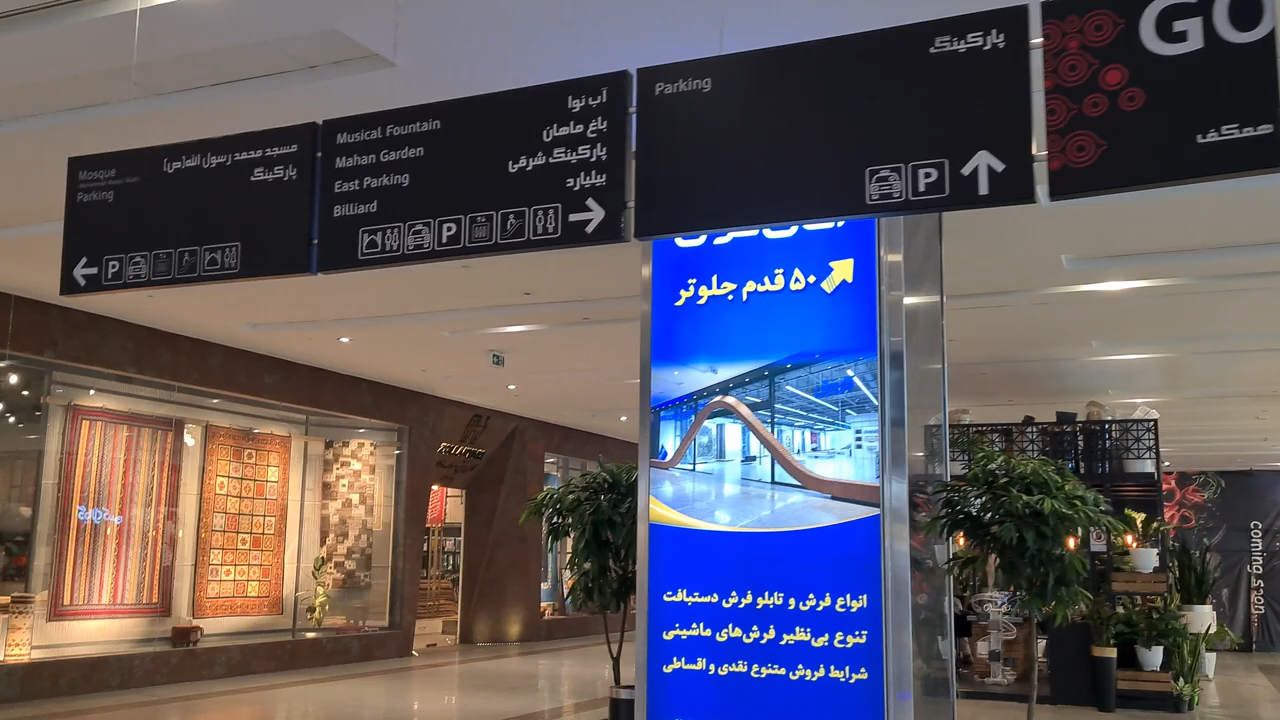 Mosque
Parking
مسجد محمد رسول الله(ص)
پارکینگ
P
Musical Fountain
Mahan Garden
East Parking
Billiard
آب نوا
باغ ماهان
پارکینگ شرقی
بیلیارد
P
Parking
پارکینگ
P
GO
همکف
۵۰ قدم جلوتر
انواع فرش و تابلو فرش دستبافت
تنوع بی‌نظیر فرش‌های ماشینی
شرایط فروش متنوع نقدی و اقساطی
coming soon